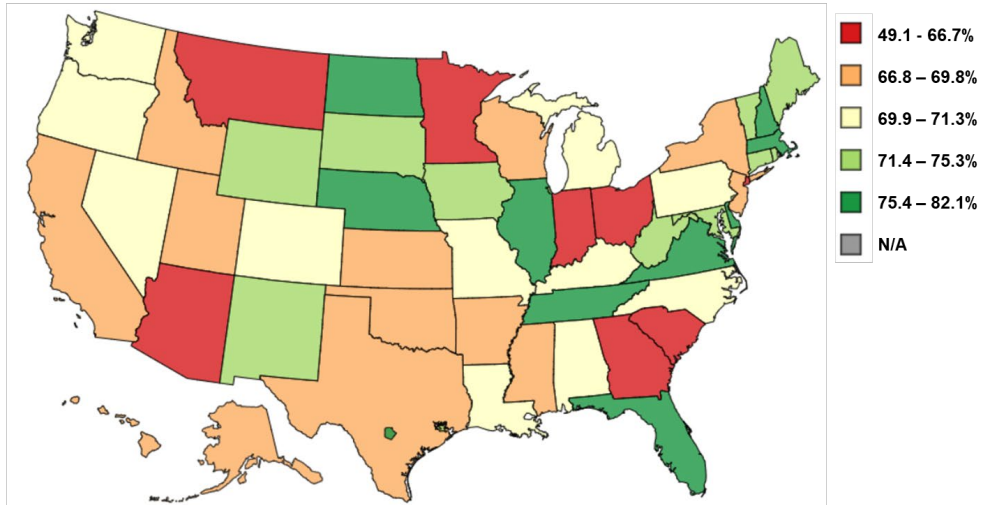 49.1 - 66.7%
66.8 – 69.8%
69.9 – 71.3%
71.4 – 75.3%
75.4 – 82.1%
N/A